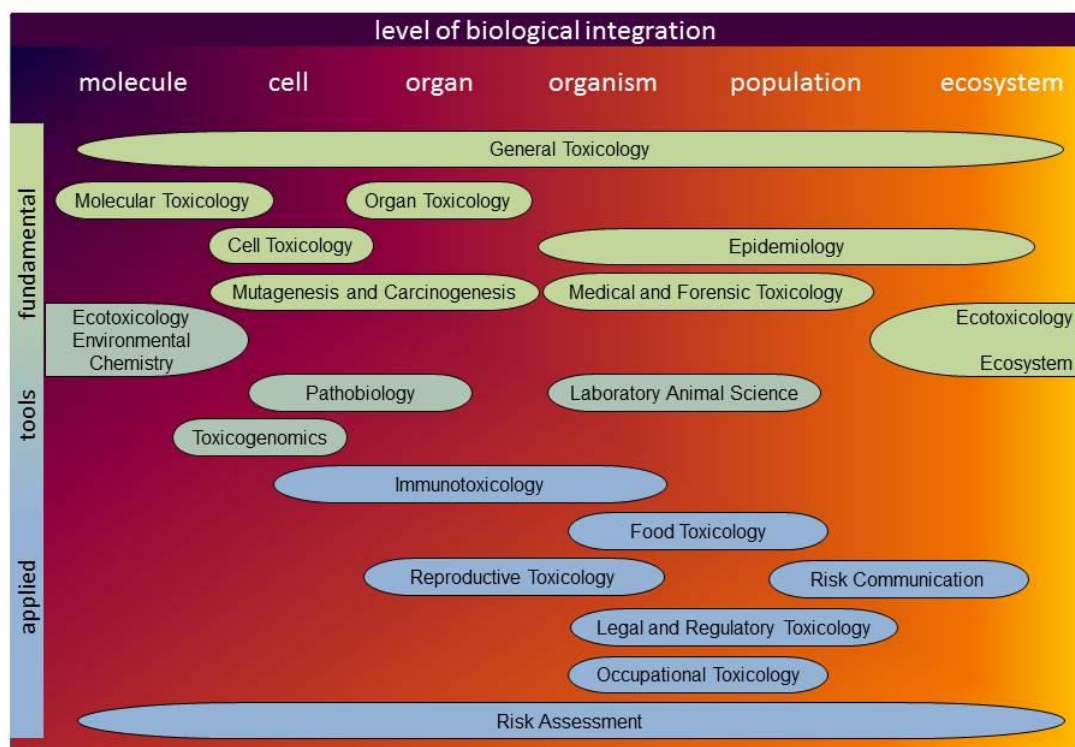 level of biological integration
molecule cell organ organism population ecosystem
fundamental
tools
applied
General Toxicology
Molecular Toxicology
Organ Toxicology
Cell Toxicology
Epidemiology
Mutagenesis and Carcinogenesis
Medical and Forensic Toxicology
Ecotoxicology
Environmental
Chemistry
Ecotoxicology
Ecosystem
Pathobiology
Laboratory Animal Science
Toxicogenomics
Immunotoxicology
Food Toxicology
Reproductive Toxicology
Risk Communication
Legal and Regulatory Toxicology
Occupational Toxicology
Risk Assessment